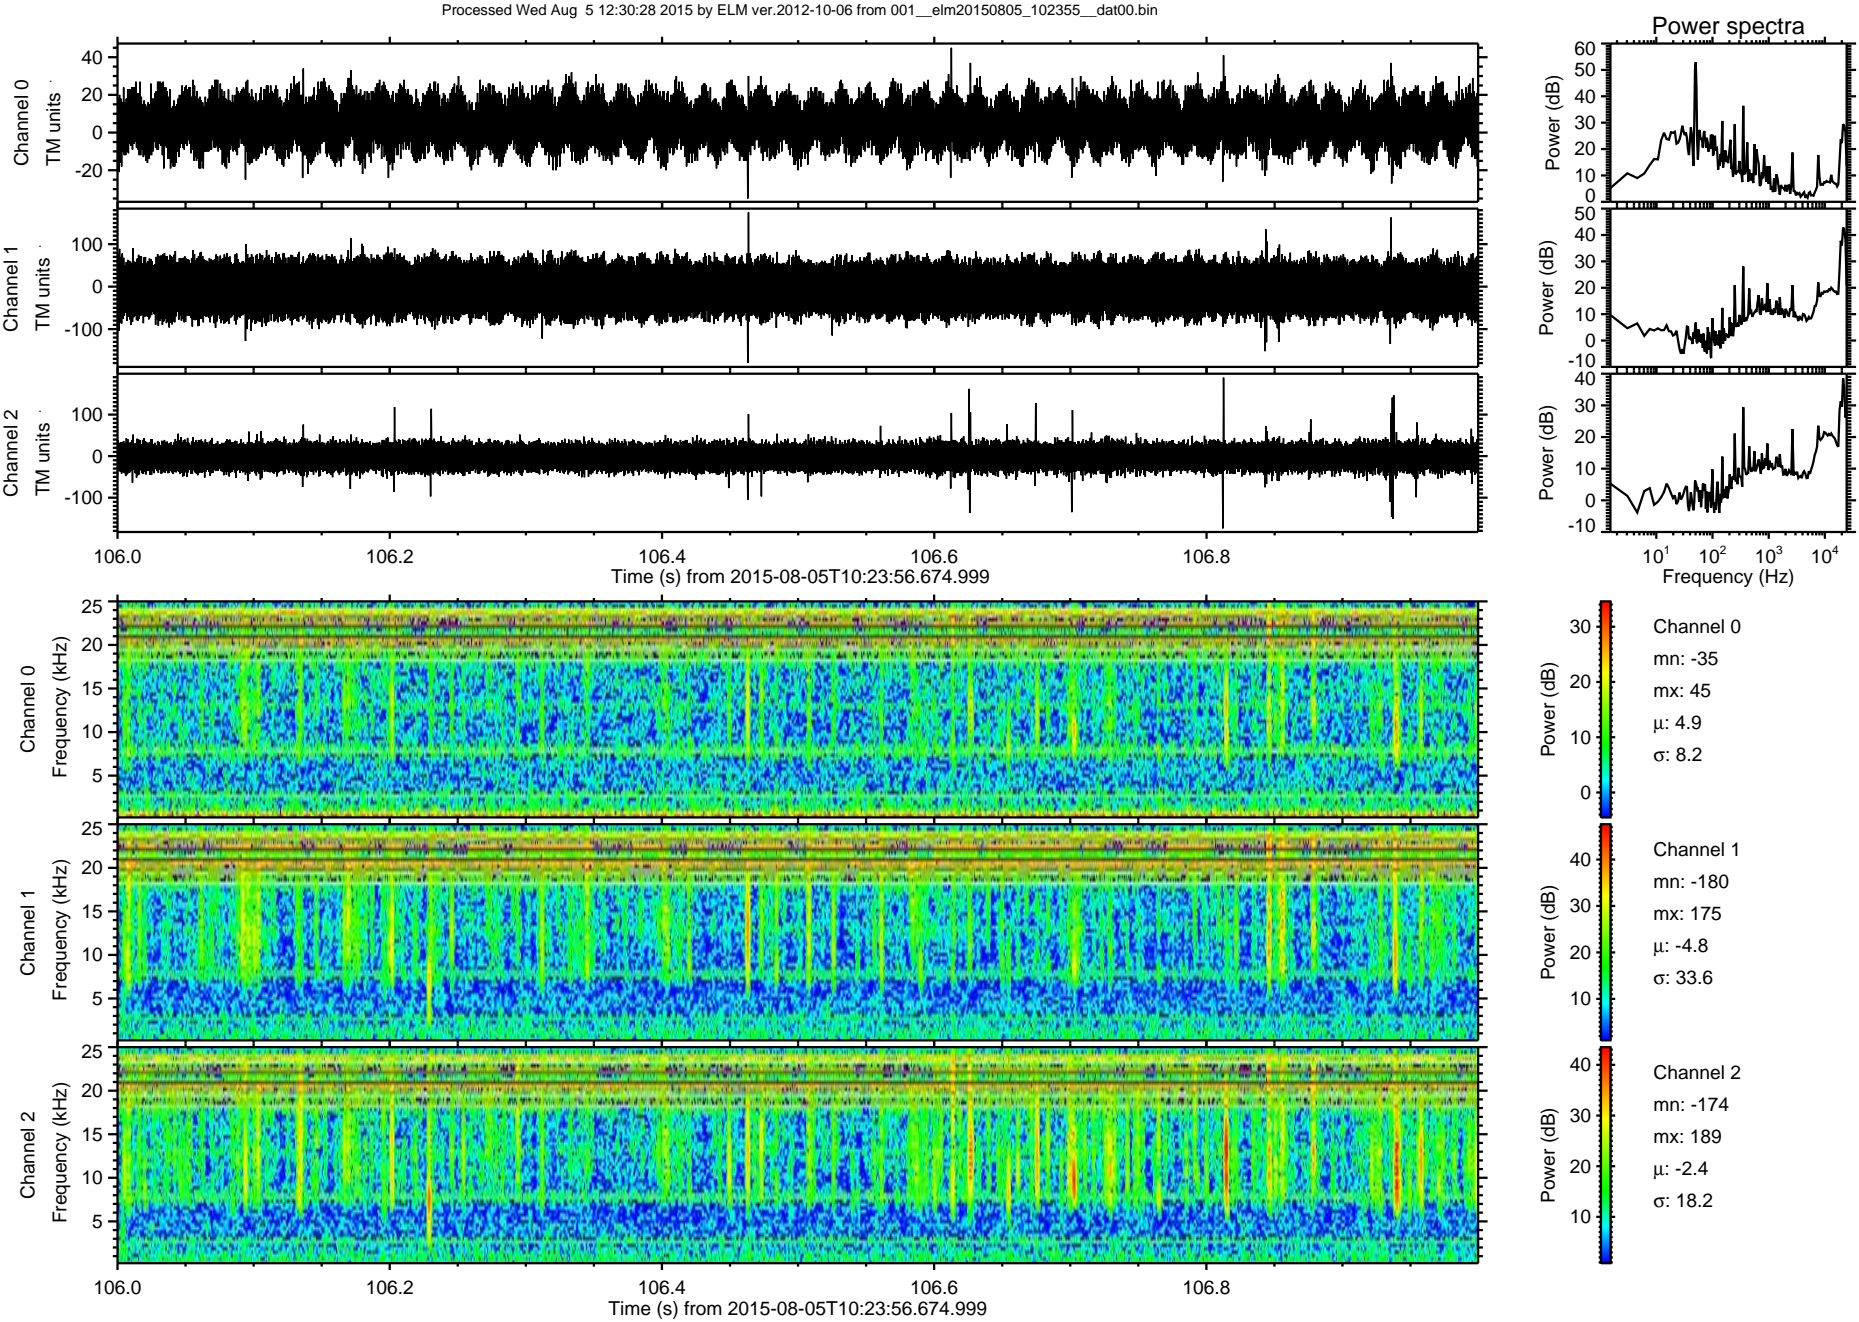 Processed Wed Aug  5 12:30:28 2015 by ELM ver.2012-10-06 from 001__elm20150805_102355__dat00.bin
Power spectra
Channel 0
TM units
40
20
0
-20
Power (dB)
60
50
40
30
20
10
0
Channel 1
TM units
100
0
-100
Power (dB)
50
40
30
20
10
0
-10
Channel 2
TM units
100
0
-100
Power (dB)
40
30
20
10
0
-10
106.0 106.2 106.4 106.6 106.8
Time (s) from 2015-08-05T10:23:56.674.999
10^1 10^2 10^3 10^4
Frequency (Hz)
Channel 0
Frequency (kHz)
25
20
15
10
5
Power (dB)
30
20
10
0
Channel 0
mn: -35
mx: 45
μ: 4.9
σ: 8.2
Channel 1
Frequency (kHz)
25
20
15
10
5
Power (dB)
40
30
20
10
Channel 1
mn: -180
mx: 175
μ: -4.8
σ: 33.6
Channel 2
Frequency (kHz)
25
20
15
10
5
Power (dB)
40
30
20
10
Channel 2
mn: -174
mx: 189
μ: -2.4
σ: 18.2
106.0 106.2 106.4 106.6 106.8
Time (s) from 2015-08-05T10:23:56.674.999